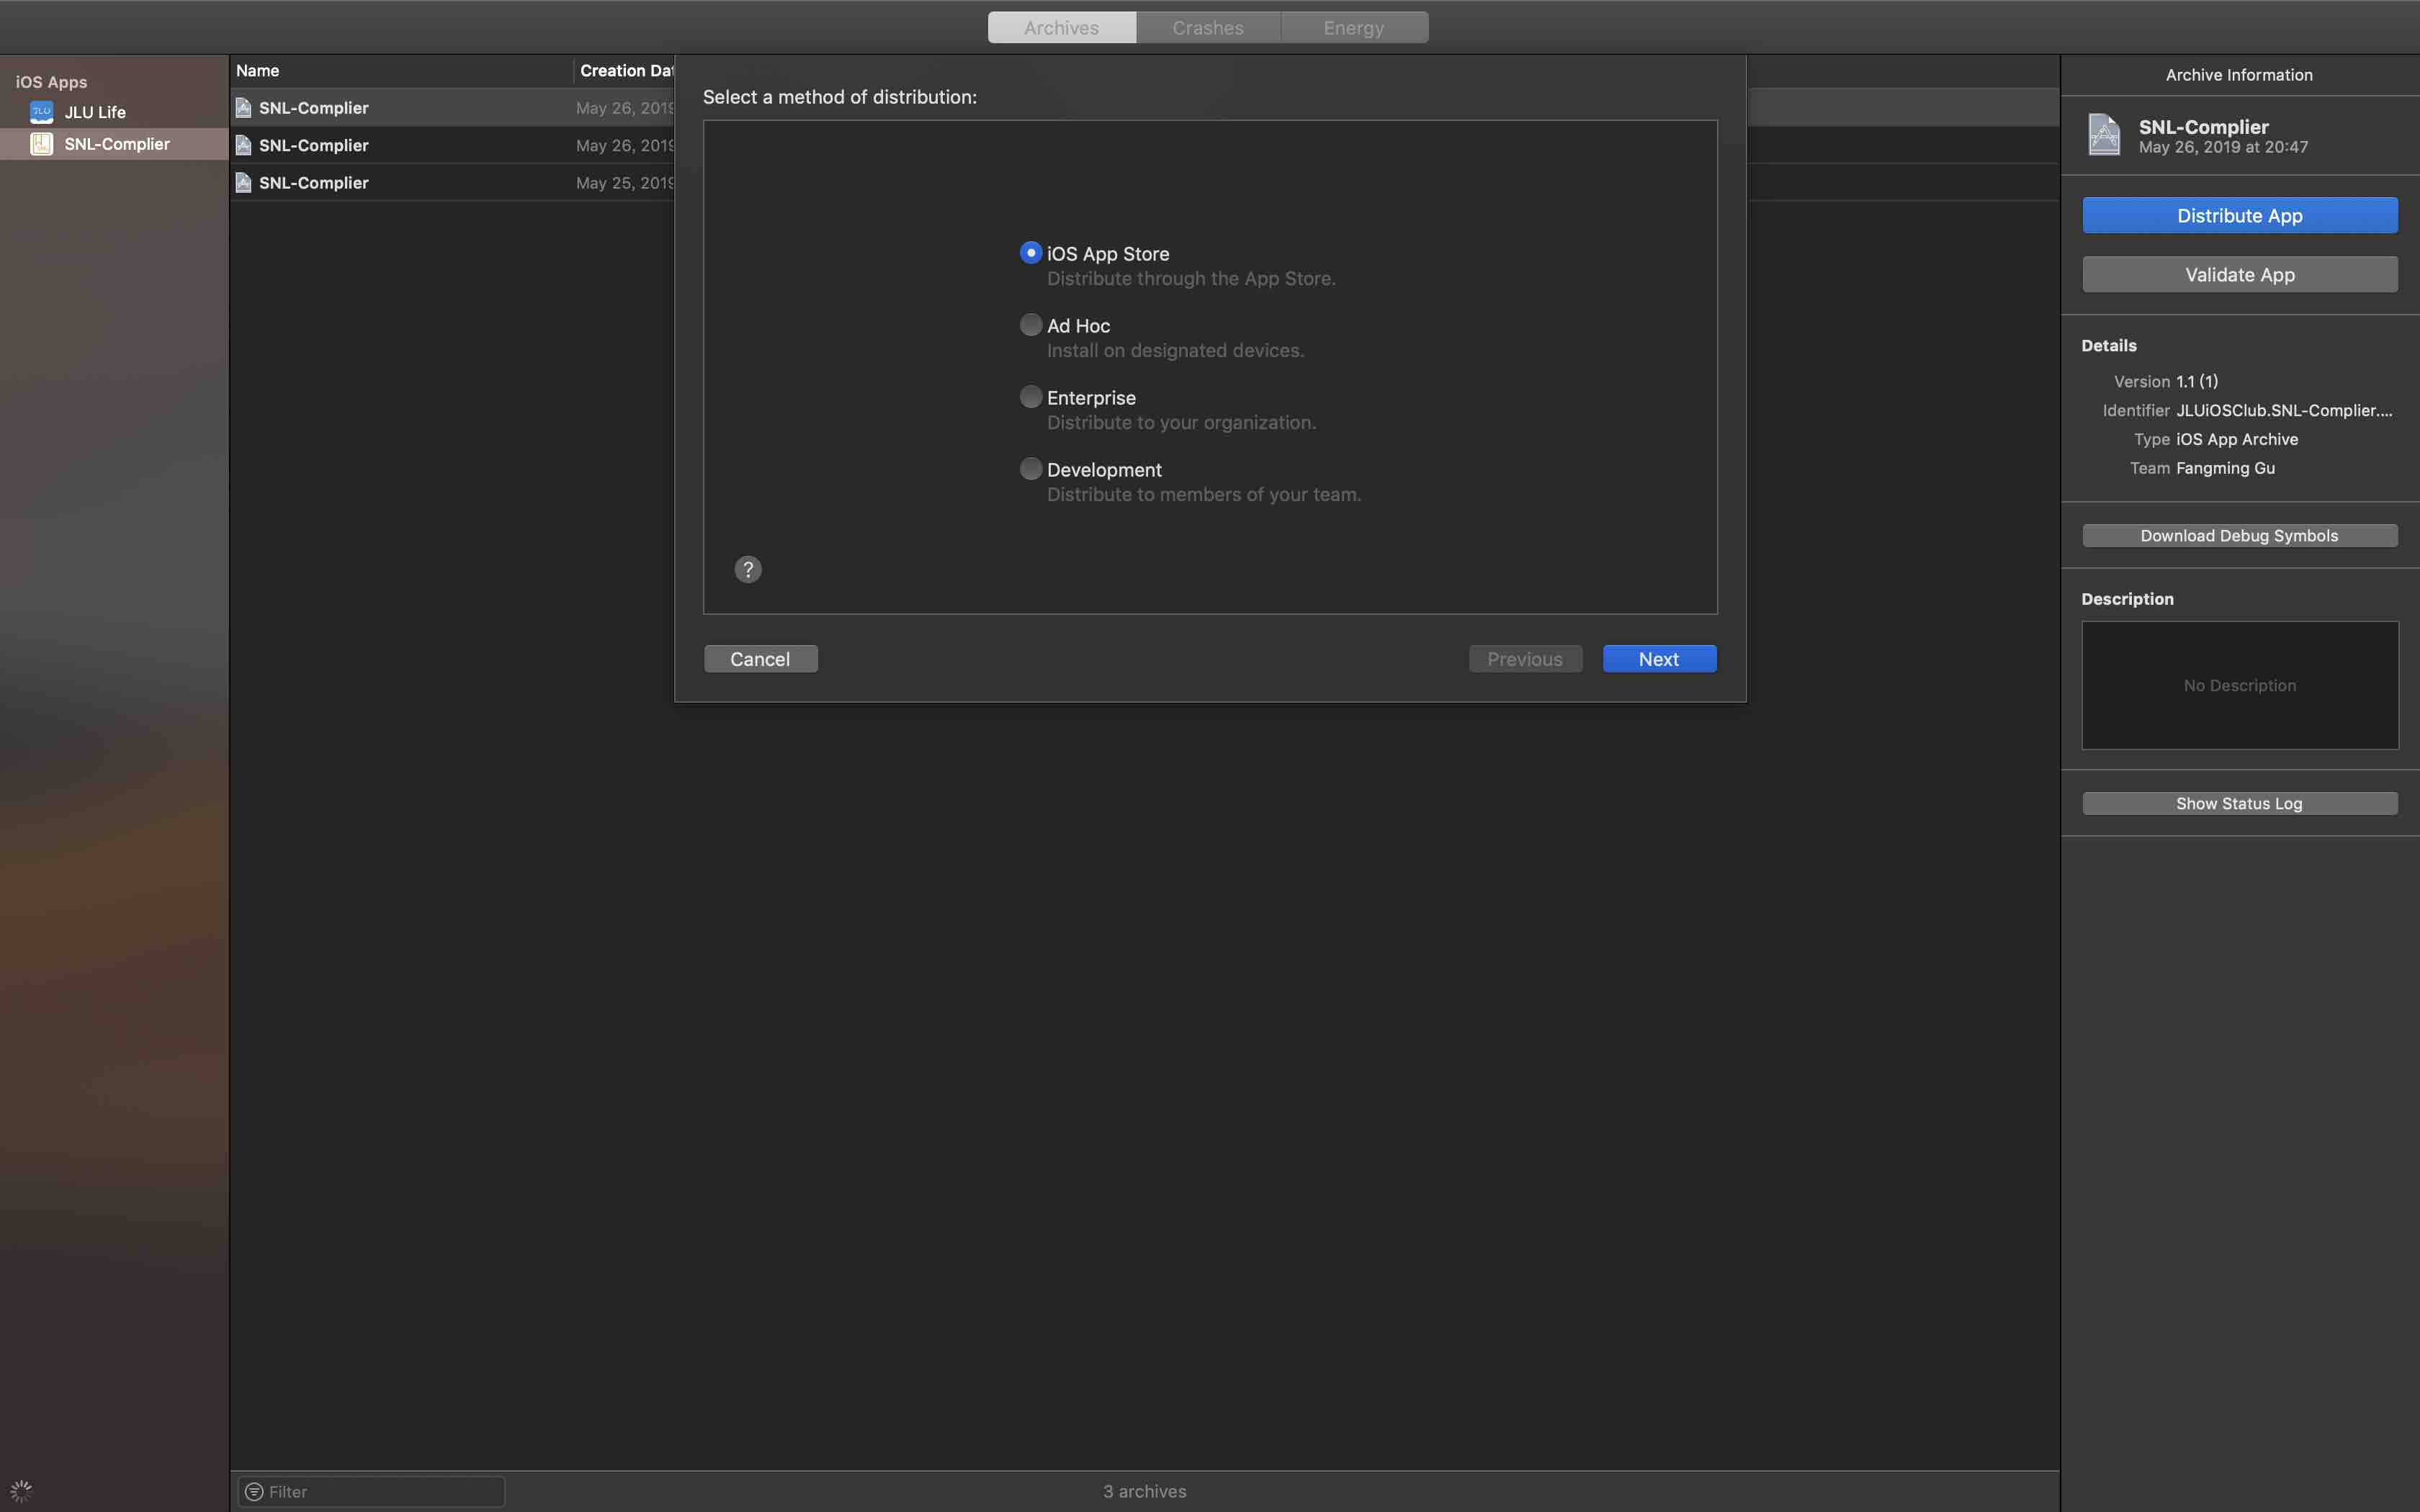 Archives
Crashes
Energy
iOS Apps
JLU Life
SNL-Complier
Name
Creation Dat
SNL-Complier
May 26, 2019
SNL-Complier
May 26, 2019
SNL-Complier
May 25, 2019
Select a method of distribution:
iOS App Store
Distribute through the App Store.
Ad Hoc
Install on designated devices.
Enterprise
Distribute to your organization.
Development
Distribute to members of your team.
?
Cancel
Previous
Next
Archive Information
SNL-Complier
May 26, 2019 at 20:47
Distribute App
Validate App
Details
Version 1.1 (1)
Identifier JLUiOSClub.SNL-Complier....
Type iOS App Archive
Team Fangming Gu
Download Debug Symbols
Description
No Description
Show Status Log
Filter
3 archives